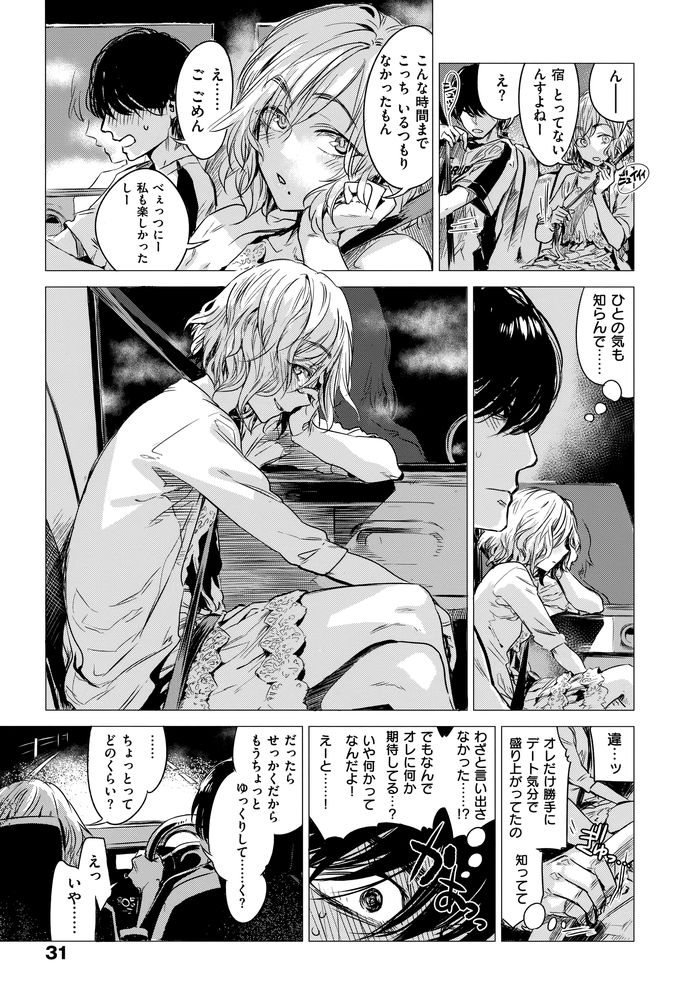 んーー
宿 とってない
んすよねー
え？
こんな時間まで
こっち いるつもり
なかったもん
え……
ご ごめん
べぇっつにー
私も楽しかった
しー
ひとの気も
知らんで……
違…ッ
オレだけ勝手に
デート気分で
盛り上がってたの
知ってて
わざと言い出さ
なかった……!?
でもなんで
オレに何か
期待してる…?
いや何かって
なんだよ！
えーと……！
だったら
せっかくだから
もうちょっと
ゆっくりして……く？
ちょっとって
どのくらい？
えっ
いや……
31